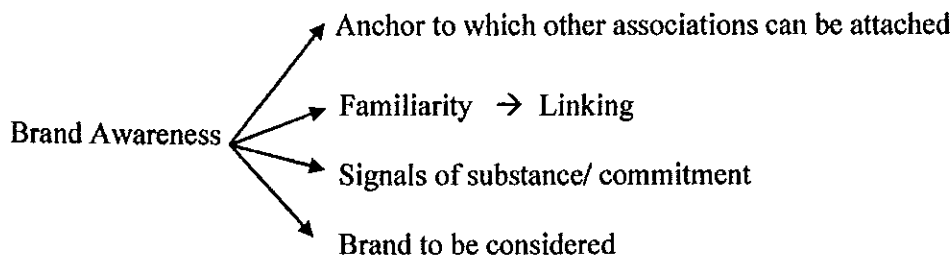 Anchor to which other associations can be attached
Familiarity → Linking
Brand Awareness
Signals of substance/ commitment
Brand to be considered